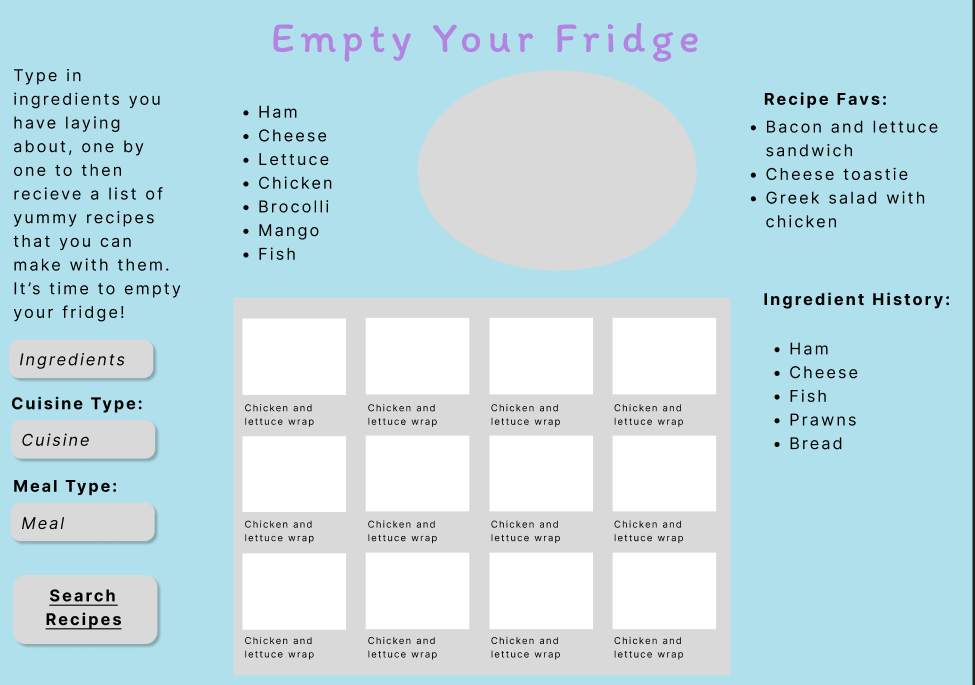 Empty Your Fridge
Type in
ingredients you
have laying
about, one by
one to then
recieve a list of
yummy recipes
that you can
make with them.
It's time to empty
your fridge!
Ingredients
Cuisine Type:
Cuisine
Meal Type:
Meal
Search
Recipes
• Ham
• Cheese
• Lettuce
• Chicken
• Brocolli
• Mango
• Fish
Chicken and
lettuce wrap
Chicken and
lettuce wrap
Chicken and
lettuce wrap
Chicken and
lettuce wrap
Chicken and
lettuce wrap
Chicken and
lettuce wrap
Chicken and
lettuce wrap
Chicken and
lettuce wrap
Chicken and
lettuce wrap
Chicken and
lettuce wrap
Chicken and
lettuce wrap
Chicken and
lettuce wrap
Recipe Favs:
• Bacon and lettuce
sandwich
• Cheese toastie
• Greek salad with
chicken
Ingredient History:
• Ham
• Cheese
• Fish
• Prawns
• Bread